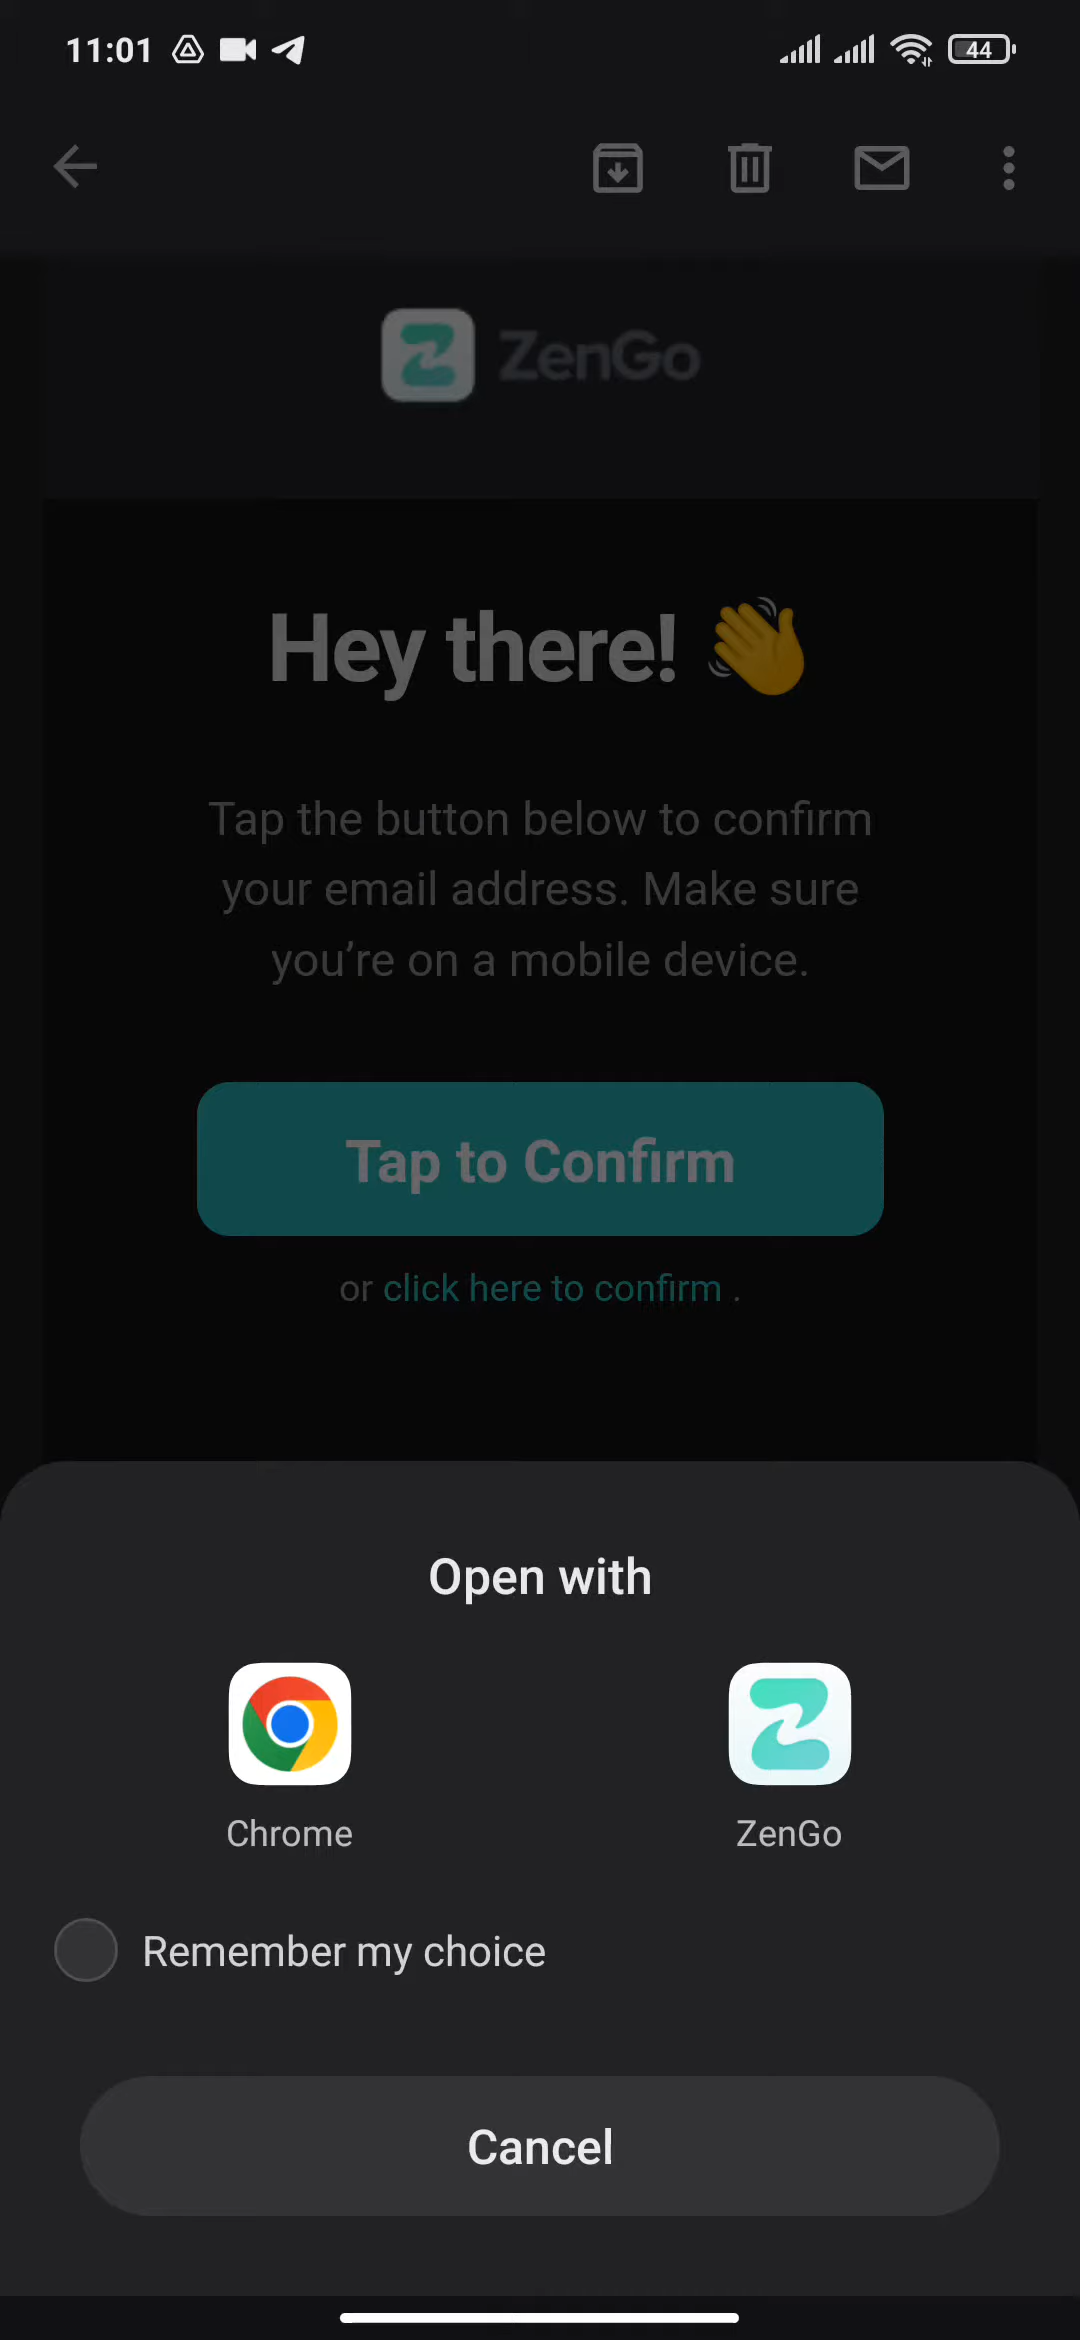 11:01
44
ZenGo
Hey there! 👋
Tap the button below to confirm
your email address. Make sure
you’re on a mobile device.
Tap to Confirm
or click here to confirm .
Open with
Chrome
ZenGo
Remember my choice
Cancel